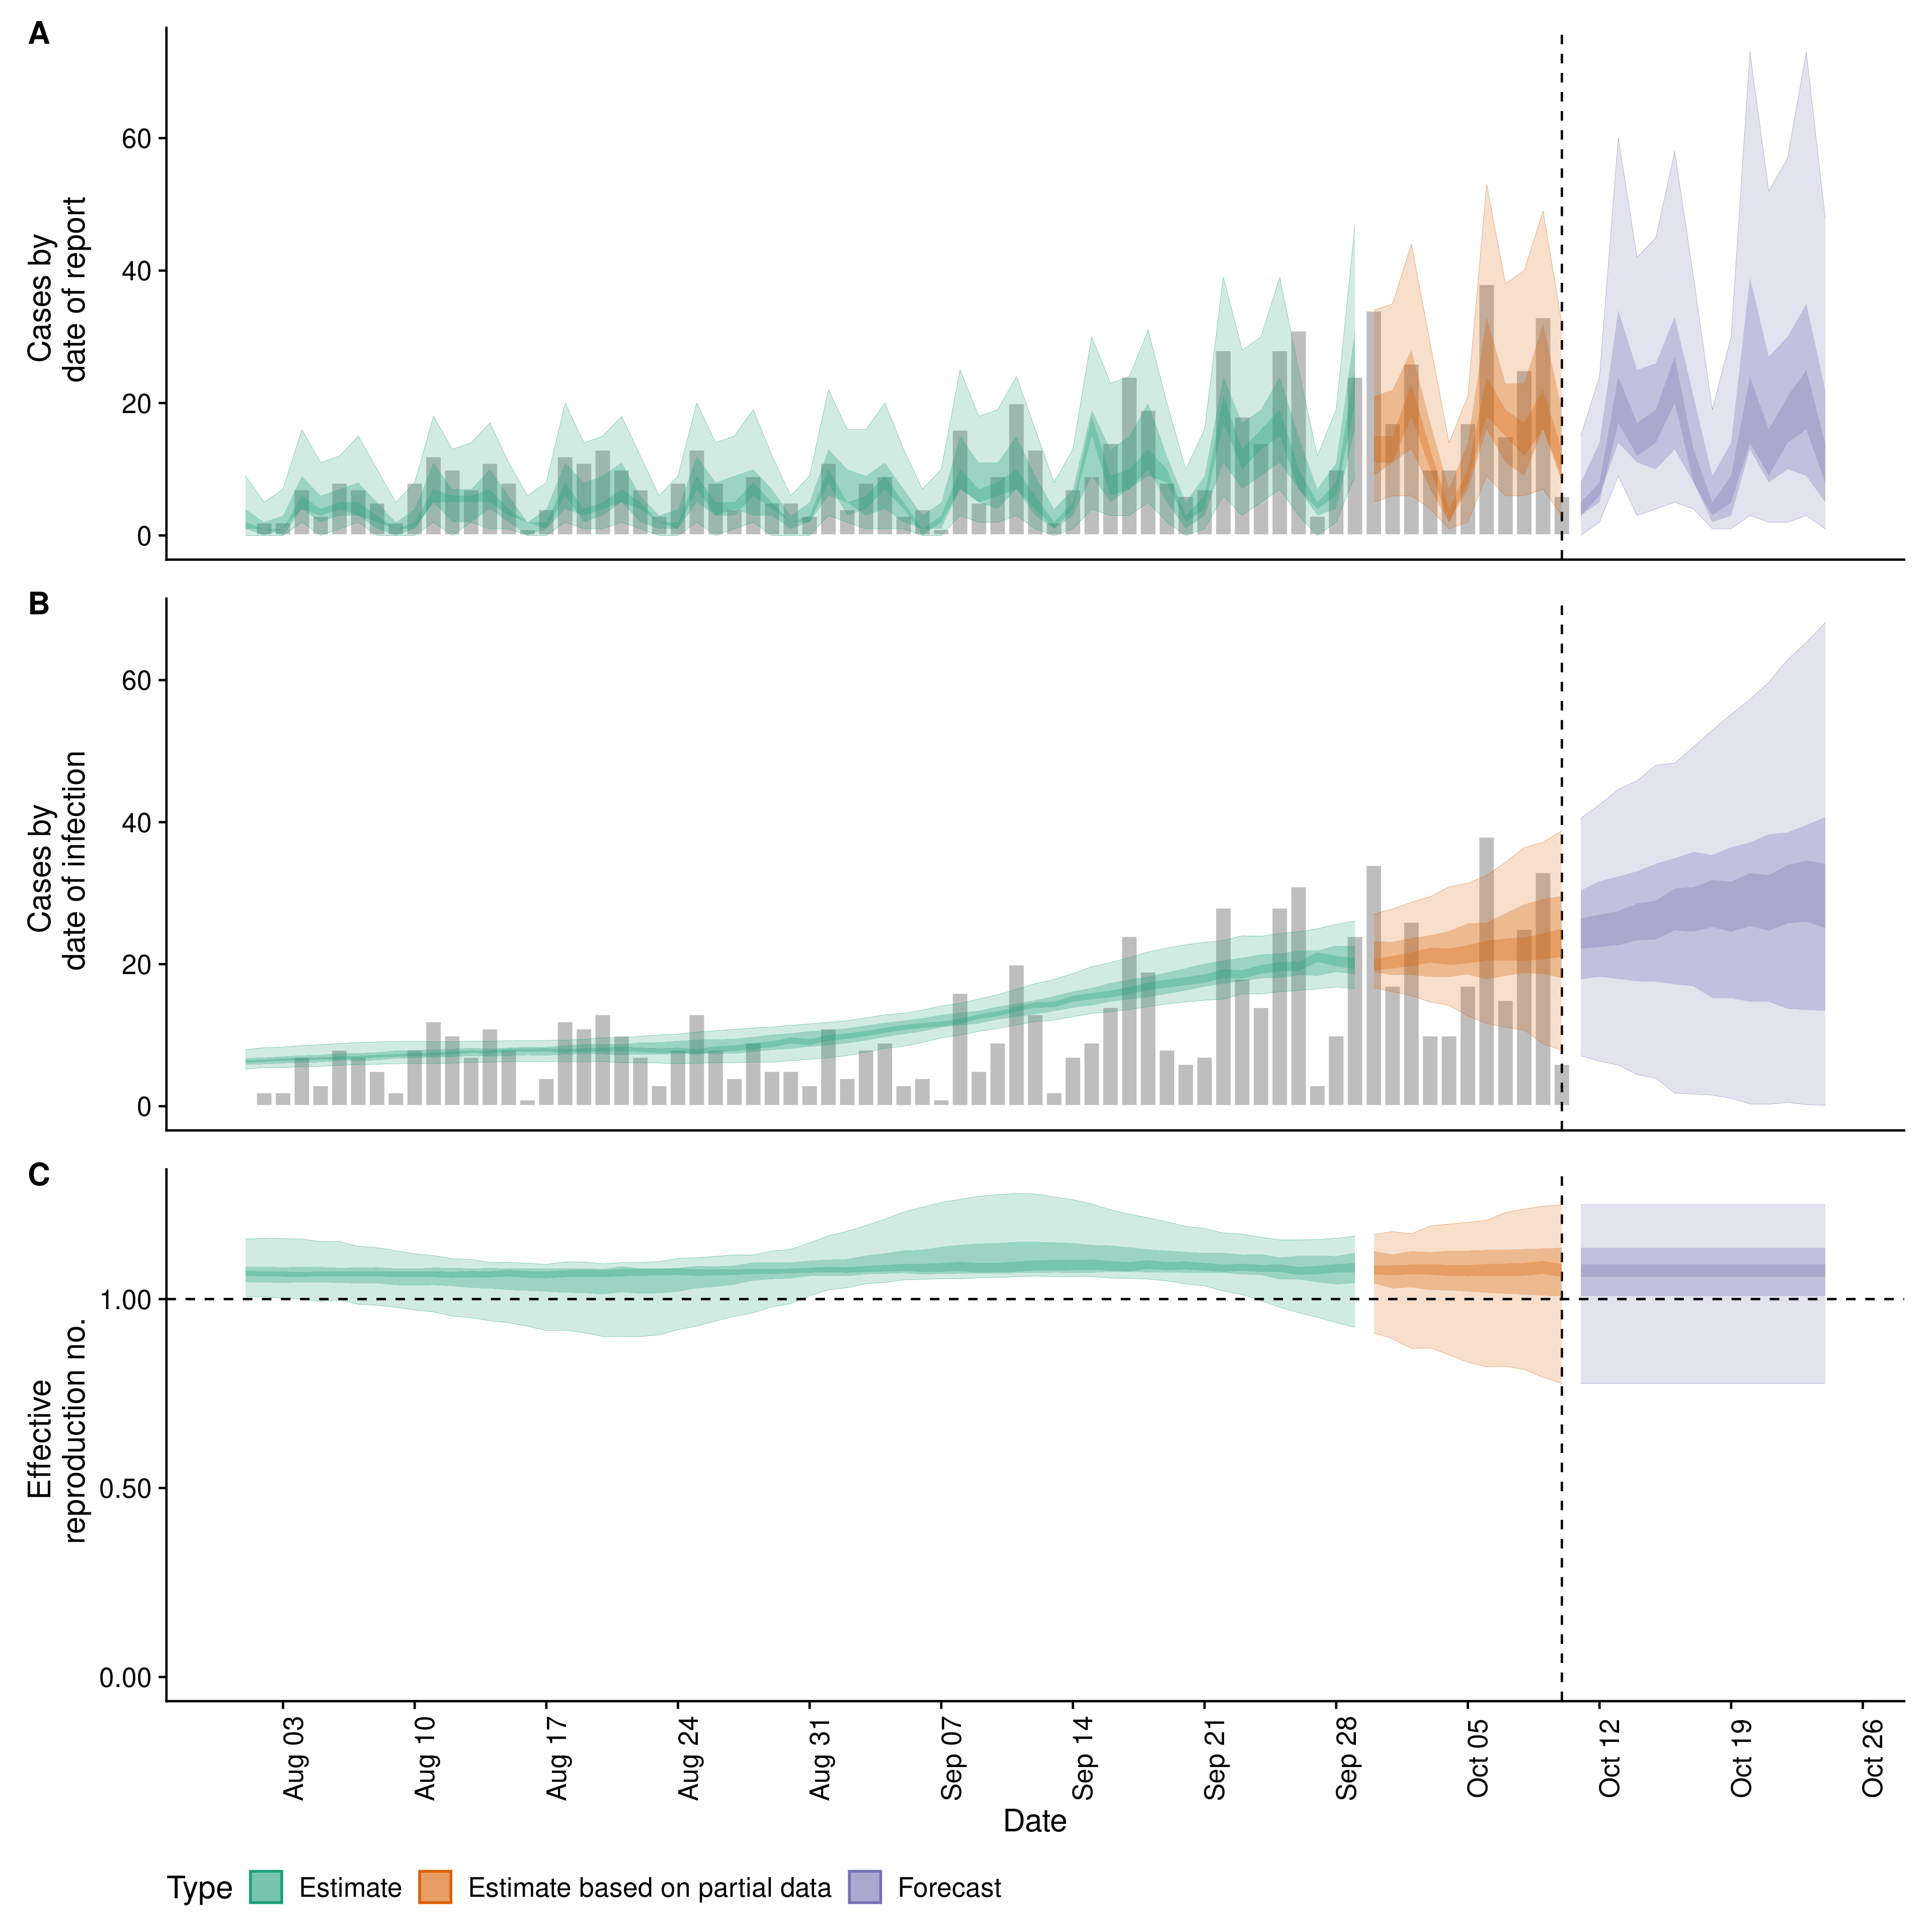 A
Cases by
date of report
60
40
20
0
B
Cases by
date of infection
60
40
20
0
C
Effective
reproduction no.
1.00
0.50
0.00
Aug 03
Aug 10
Aug 17
Aug 24
Aug 31
Sep 07
Sep 14
Sep 21
Sep 28
Oct 05
Oct 12
Oct 19
Oct 26
Date
Type Estimate Estimate based on partial data Forecast